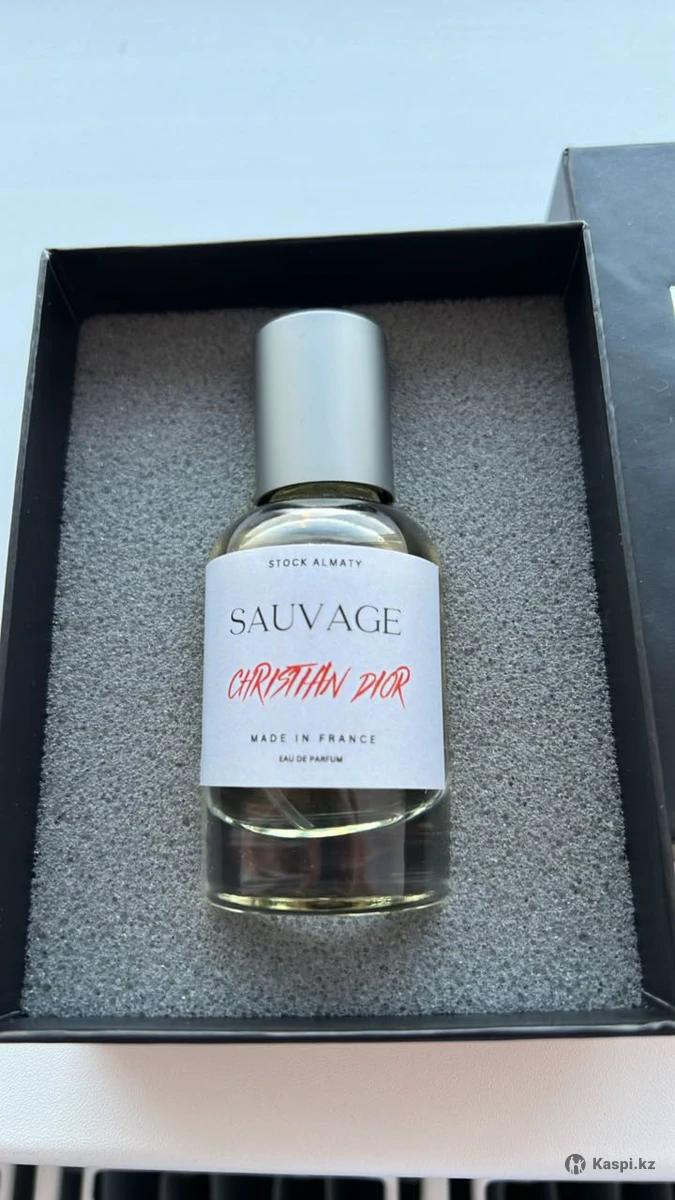 STOCK ALMATY
SAUVAGE
CHRISTIAN DIOR
MADE IN FRANCE
EAU DE PARFUM
Kaspi.kz